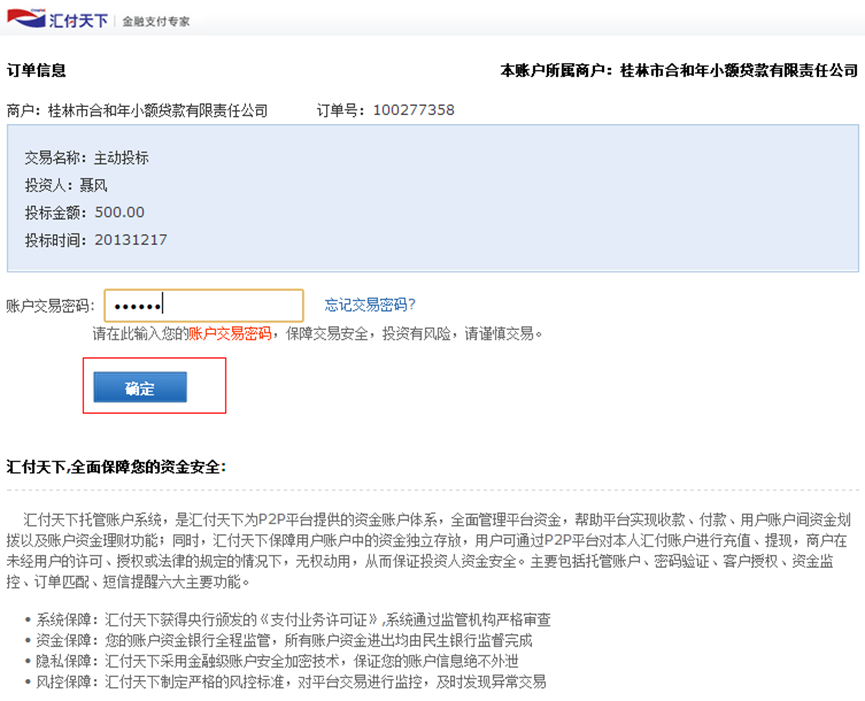 汇付天下 金融支付专家
订单信息 本账户所属商户：桂林市合和年小额贷款有限责任公司
商户：桂林市合和年小额贷款有限责任公司 订单号：100277358
交易名称：主动投标
投资人：聂风
投标金额：500.00
投标时间：20131217
账户交易密码： •••••• 忘记交易密码?
请在此输入您的账户交易密码，保障交易安全，投资有风险，请谨慎交易。
确定
汇付天下,全面保障您的资金安全：
汇付天下托管账户系统，是汇付天下为P2P平台提供的资金账户体系，全面管理平台资金，帮助平台实现收款、付款、用户账户间资金划
拨以及账户资金理财功能；同时，汇付天下保障用户账户中的资金独立存放，用户可通过P2P平台对本人汇付账户进行充值、提现，商户在
未经用户的许可、授权或法律的规定的情况下，无权动用，从而保证投资人资金安全。主要包括托管账户、密码验证、客户授权、资金监
控、订单匹配、短信提醒六大主要功能。
• 系统保障：汇付天下获得央行颁发的《支付业务许可证》,系统通过监管机构严格审查
• 资金保障：您的账户资金银行全程监管，所有账户资金进出均由民生银行监督完成
• 隐私保障：汇付天下采用金融级账户安全加密技术，保证您的账户信息绝不外泄
• 风控保障：汇付天下制定严格的风控标准，对平台交易进行监控，及时发现异常交易